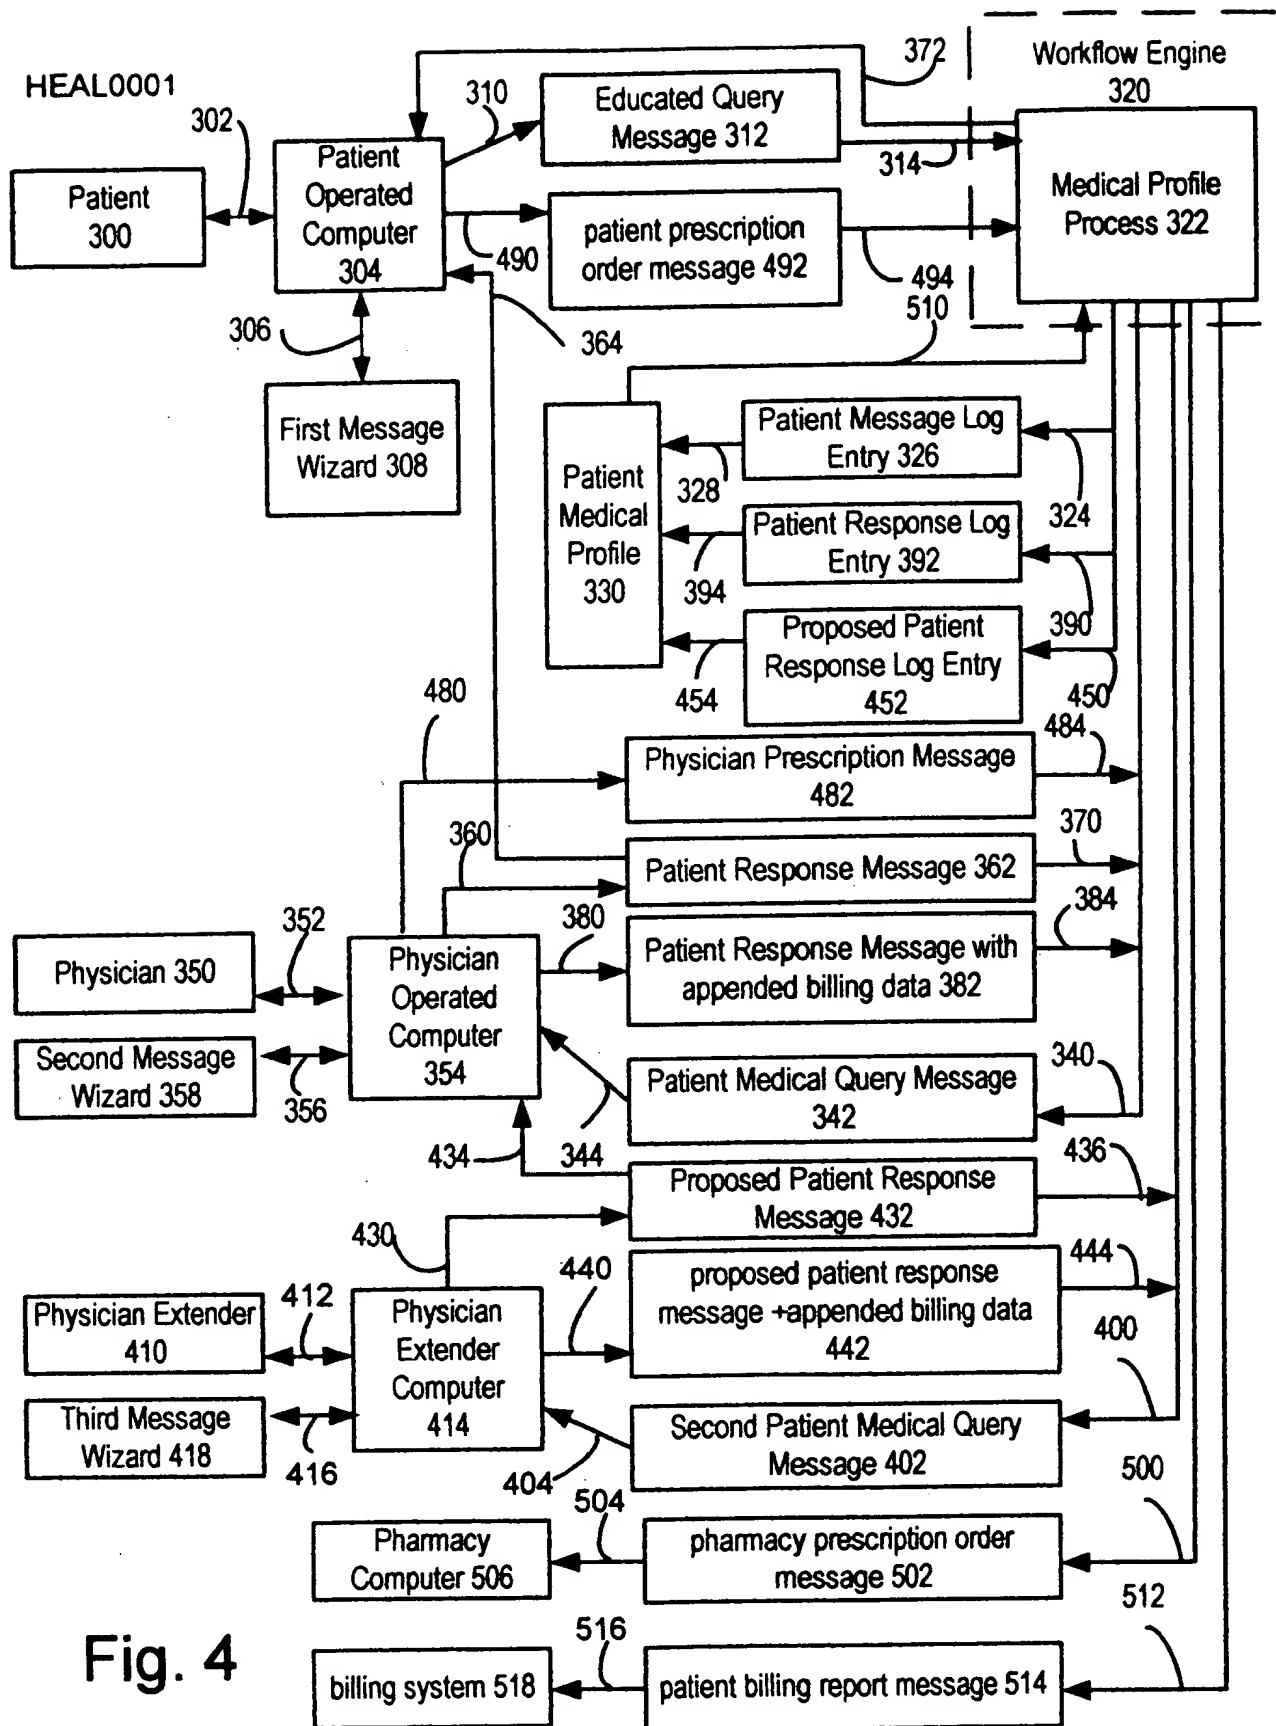 HEAL0001
372
Workflow Engine
320
302
310
Educated Query
Message 312
314
Patient
300
Patient
Operated
Computer
304
Medical Profile
Process 322
490
patient prescription
order message 492
494
510
306
364
First Message
Wizard 308
Patient
Medical
Profile
330
Patient Message Log
Entry 326
328
324
Patient Response Log
Entry 392
394
390
Proposed Patient
Response Log Entry
452
454
450
480
484
Physician Prescription Message
482
360
370
Patient Response Message 362
384
352
380
Physician 350
Physician
Operated
Computer
354
Patient Response Message with
appended billing data 382
Second Message
Wizard 358
356
340
Patient Medical Query Message
342
434
344
436
Proposed Patient Response
Message 432
430
440
444
proposed patient response
message +appended billing data
442
412
Physician Extender
410
Physician
Extender
Computer
414
400
Third Message
Wizard 418
416
404
Second Patient Medical Query
Message 402
500
504
Pharmacy
Computer 506
pharmacy prescription order
message 502
512
516
Fig. 4
billing system 518
patient billing report message 514